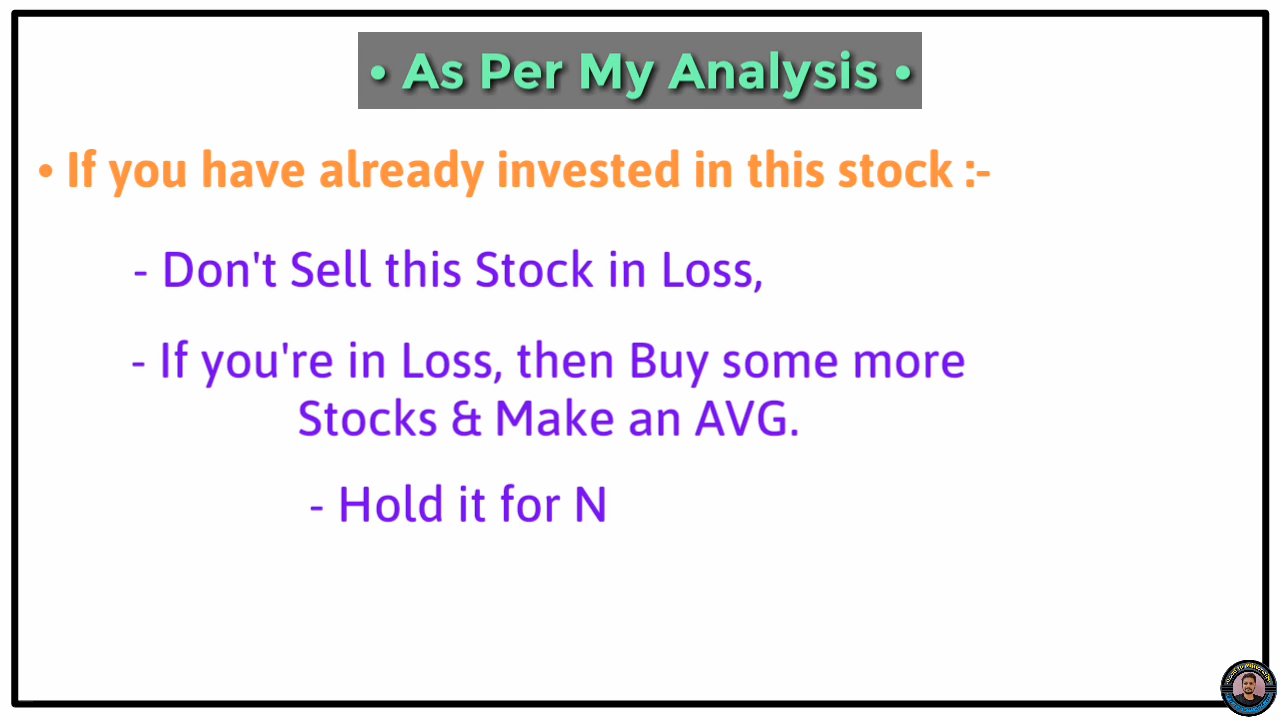 • As Per My Analysis •
• If you have already invested in this stock :-
- Don't Sell this Stock in Loss,
- If you're in Loss, then Buy some more
Stocks & Make an AVG.
- Hold it for N